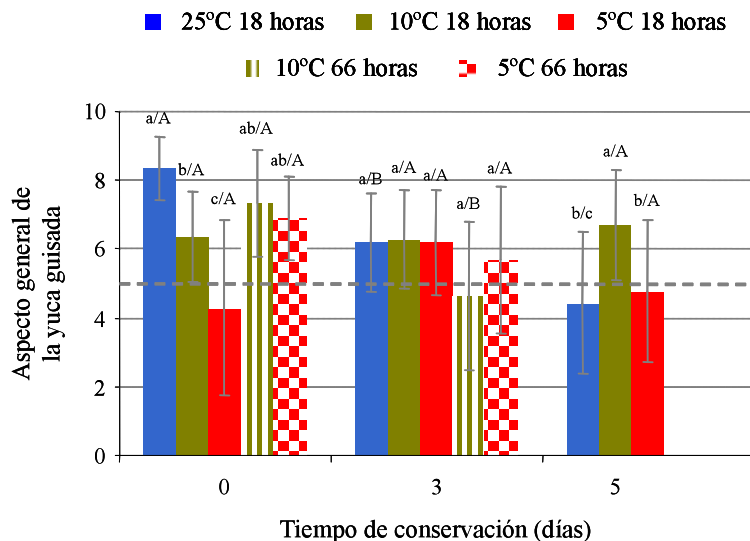 25ºC 18 horas
10ºC 18 horas
5ºC 18 horas
10ºC 66 horas
5ºC 66 horas
Aspecto general de
la yuca guisada
10
8
6
4
2
0
a/A
b/A
c/A
ab/A
ab/A
a/B
a/A
a/A
a/B
a/A
b/c
a/A
b/A
0
3
5
Tiempo de conservación (días)